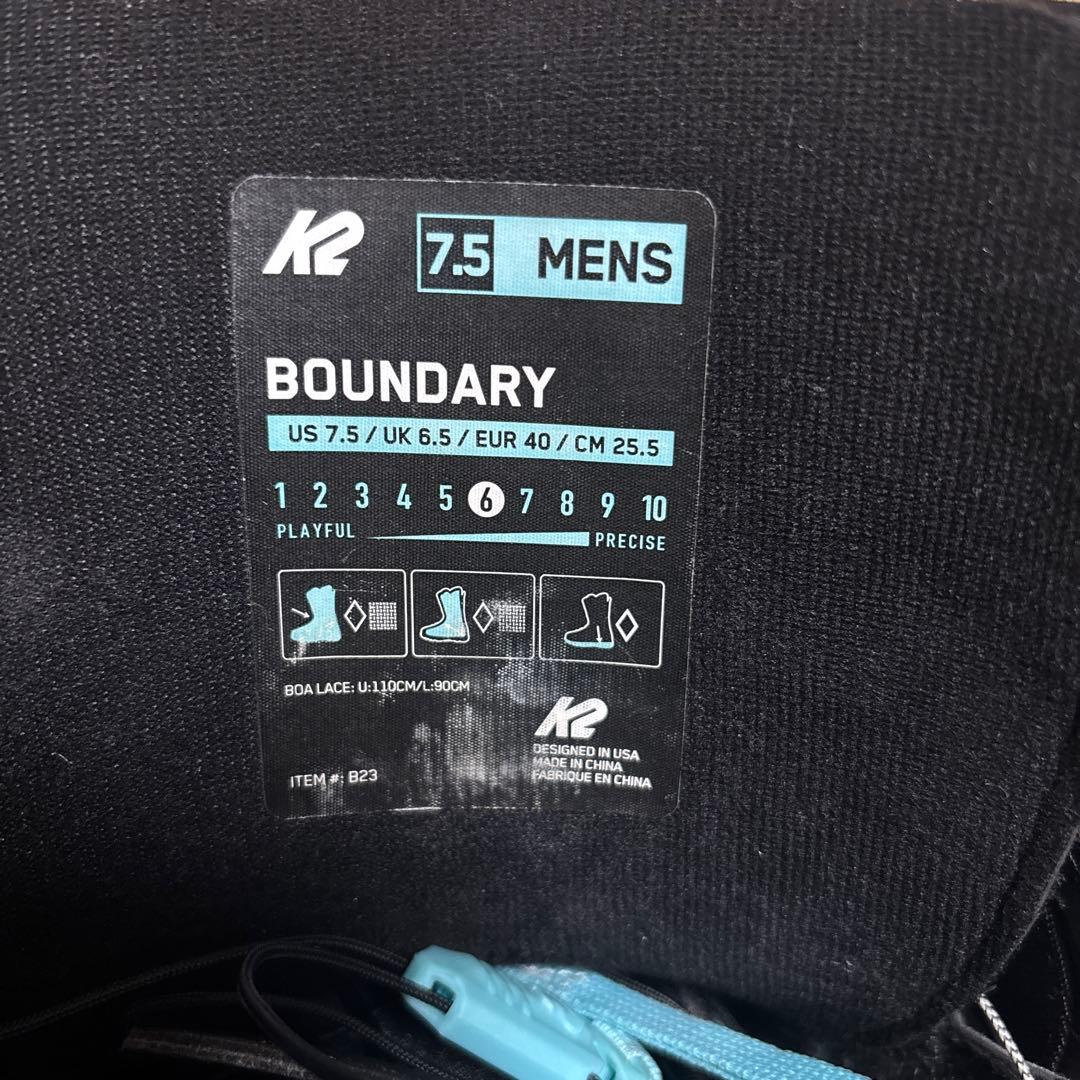 K2 7.5 MENS
BOUNDARY
US 7.5 / UK 6.5 / EUR 40 / CM 25.5
1 2 3 4 5 6 7 8 9 10
PLAYFUL PRECISE
BOA LACE: U:110CM/L:90CM
K2
DESIGNED IN USA
MADE IN CHINA
FABRIQUE EN CHINA
ITEM #: B23